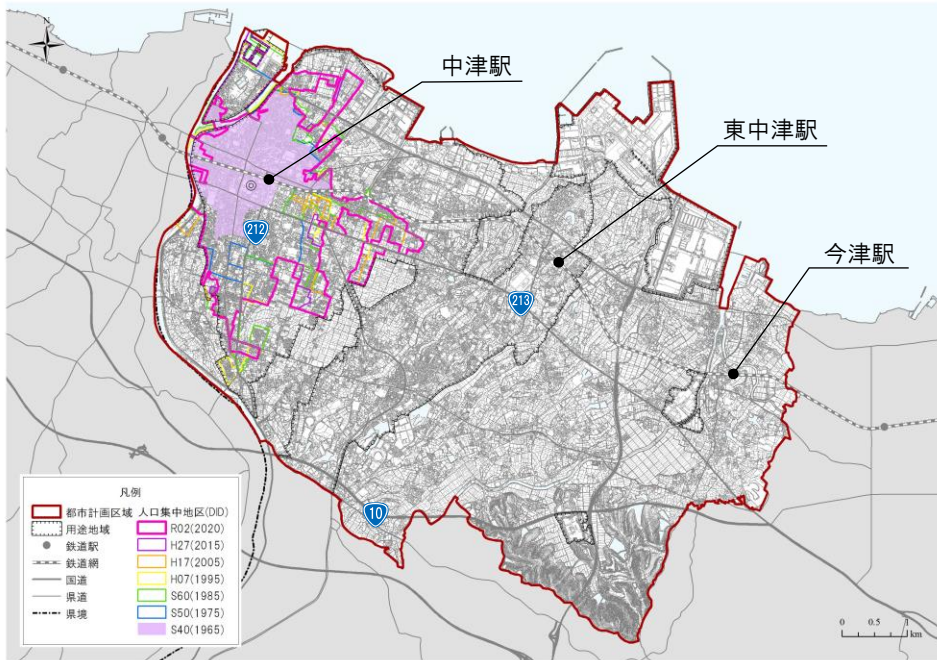 N
中津駅
東中津駅
今津駅
212
213
10
凡例
都市計画区域
用途地域
鉄道駅
鉄道網
国道
県道
県境
人口集中地区(DID)
R02(2020)
H27(2015)
H17(2005)
H07(1995)
S60(1985)
S50(1975)
S40(1965)
0 0.5 1
km